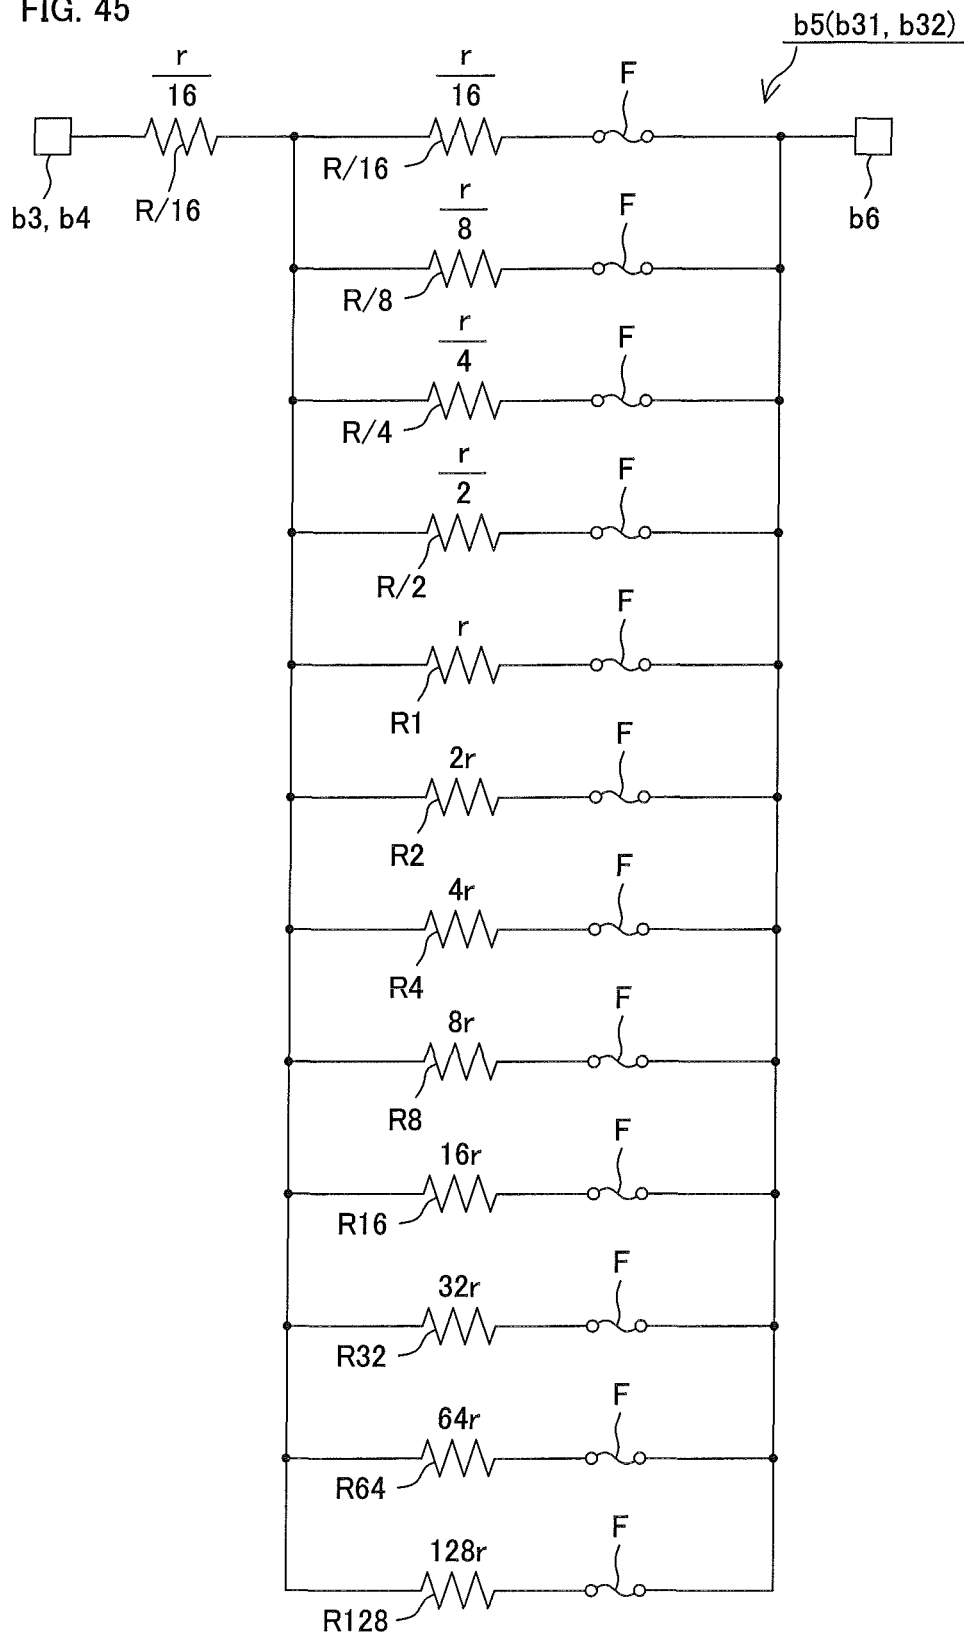 FIG. 45
b5(b31, b32)
r
16
r
16
F
R/16
R/16
b3, b4
b6
r
8
F
R/8
r
4
F
R/4
r
2
F
R/2
r
F
R1
2r
F
R2
4r
F
R4
8r
F
R8
16r
F
R16
32r
F
R32
64r
F
R64
128r
F
R128